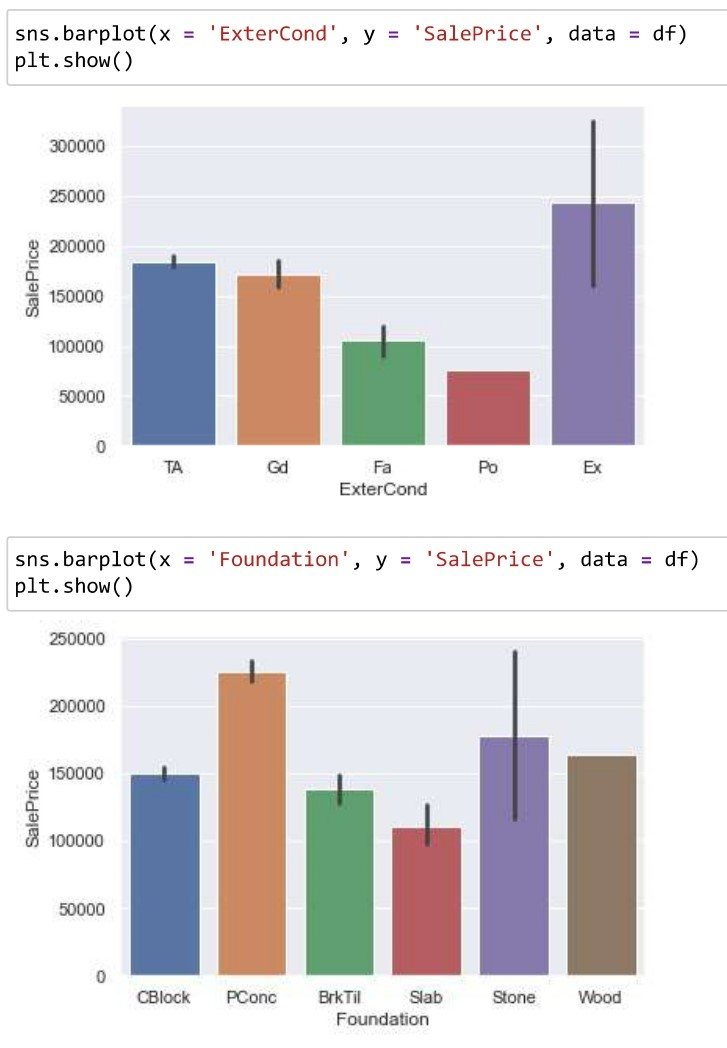 sns.barplot(x = 'ExterCond', y = 'SalePrice', data = df)
plt.show()
300000
250000
200000
150000
100000
50000
0
SalePrice
TA Gd Fa Po Ex
ExterCond
sns.barplot(x = 'Foundation', y = 'SalePrice', data = df)
plt.show()
250000
200000
150000
100000
50000
0
SalePrice
CBlock PConc BrkTil Slab Stone Wood
Foundation